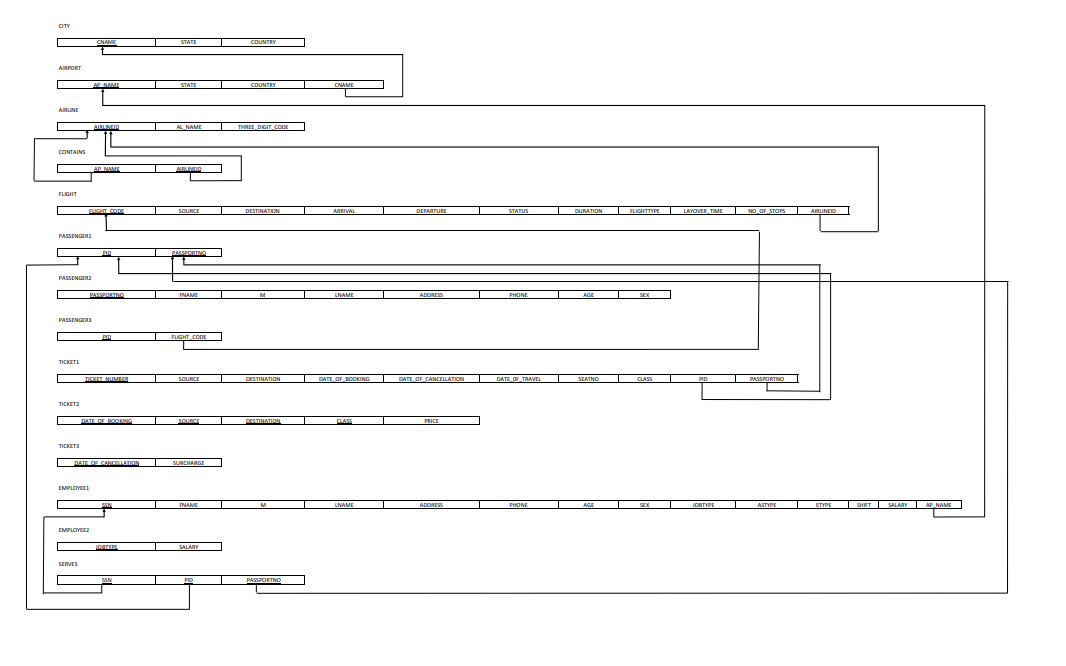 CITY
CNAME STATE COUNTRY
AIRPORT
AP_NAME STATE COUNTRY CNAME
AIRLINE
AIRLINEID AL_NAME THREE_DIGIT_CODE
CONTAINS
AP_NAME AIRLINEID
FLIGHT
FLIGHT_CODE SOURCE DESTINATION ARRIVAL DEPARTURE STATUS DURATION FLIGHTTYPE LAYOVER_TIME NO_OF_STOPS AIRLINEID
PASSENGER1
PID PASSPORTNO
PASSENGER2
PASSPORTNO FNAME M LNAME ADDRESS PHONE AGE SEX
PASSENGER3
PID FLIGHT_CODE
TICKET1
TICKET_NUMBER SOURCE DESTINATION DATE_OF_BOOKING DATE_OF_CANCELLATION DATE_OF_TRAVEL SEATNO CLASS PID PASSPORTNO
TICKET2
DATE_OF_BOOKING SOURCE DESTINATION CLASS PRICE
TICKET3
DATE_OF_CANCELLATION SURCHARGE
EMPLOYEE1
SSN FNAME M LNAME ADDRESS PHONE AGE SEX JOBTYPE ASTYPE ETYPE SHIFT SALARY AP_NAME
EMPLOYEE2
JOBTYPE SALARY
SERVES
SSN PID PASSPORTNO